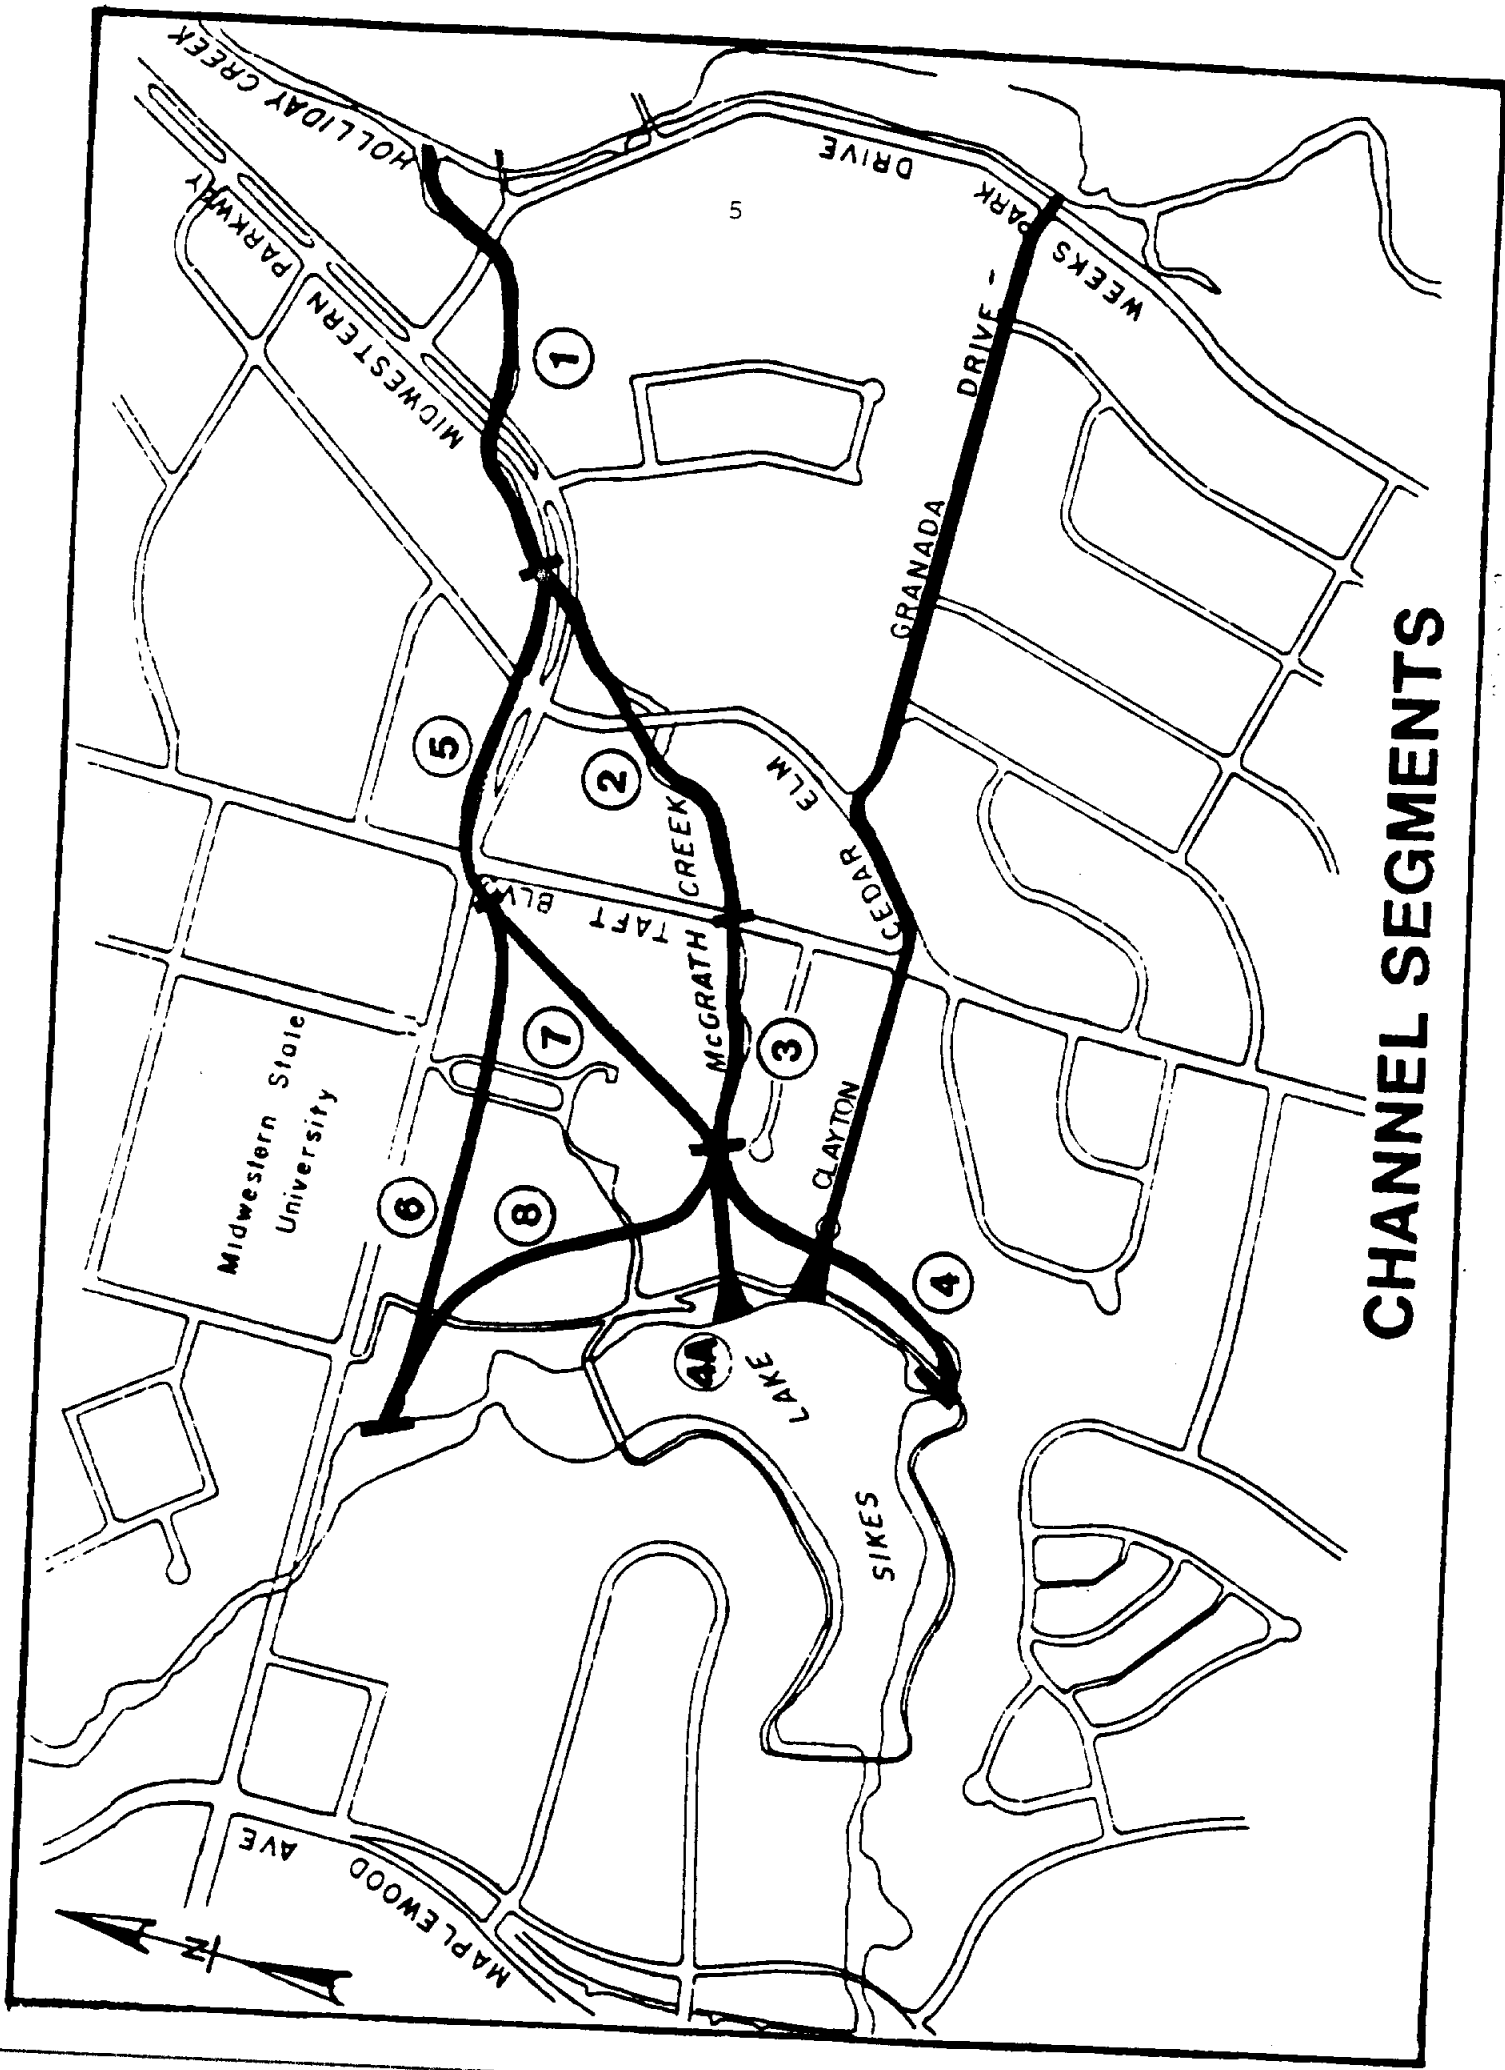 HOLLIDAY CREEK
MIDWESTERN
PARKWAY
WEEKS
PARK
DRIVE
5
1
GRANADA
DRIVE -
5
2
ELM
CEDAR
TAFT
BLVD
McGRATH
CREEK
7
3
CLAYTON
Midwestern State
University
6
8
4
4A
LAKE
SIKES
MAPLEWOOD
AVE
N
CHANNEL SEGMENTS